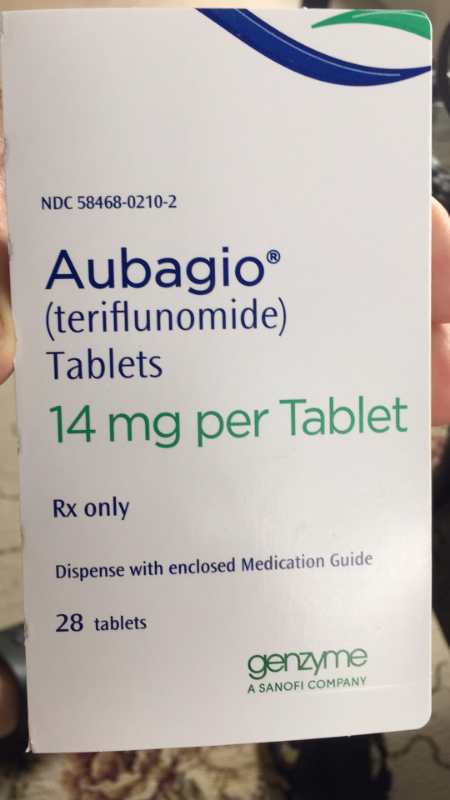 NDC 58468-0210-2
Aubagio®
(teriflunomide)
Tablets
14 mg per Tablet
Rx only
Dispense with enclosed Medication Guide
28 tablets
genzyme
A SANOFI COMPANY